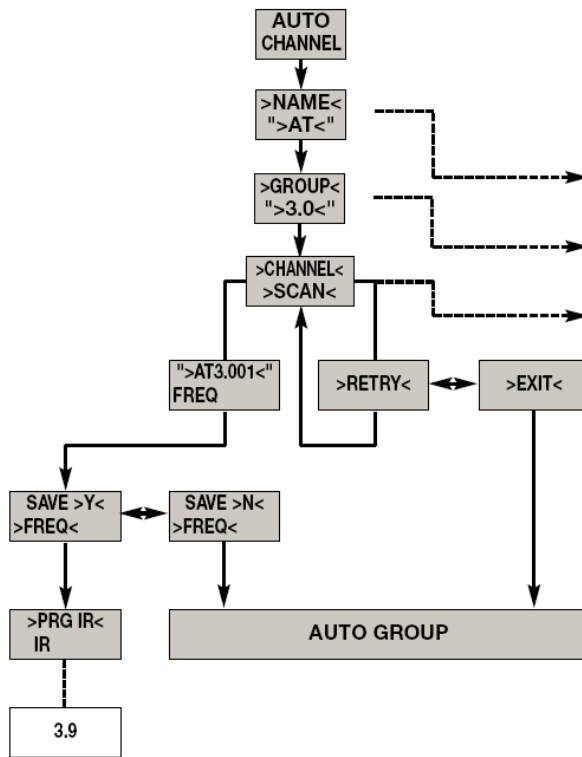 AUTO
CHANNEL
>NAME<
">AT<"
>GROUP<
">3.0<"
>CHANNEL<
>SCAN<
">AT3.001<"
FREQ
>RETRY<
>EXIT<
SAVE >Y<
>FREQ<
SAVE >N<
>FREQ<
>PRG IR<
IR
AUTO GROUP
3.9